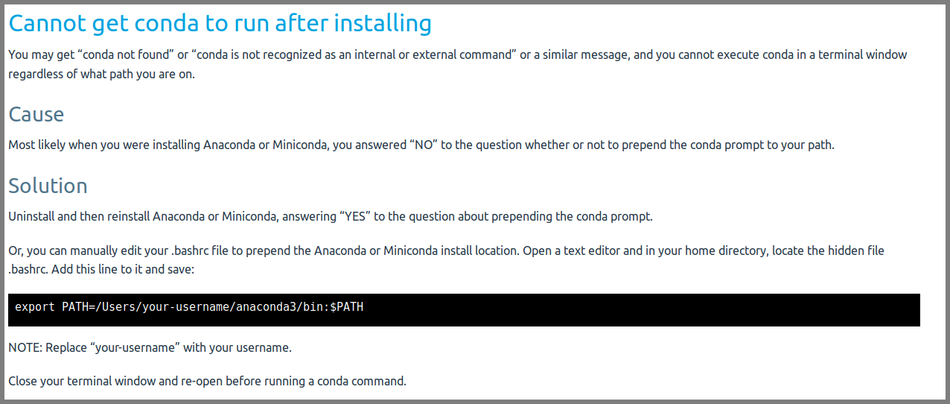 Cannot get conda to run after installing
You may get “conda not found” or “conda is not recognized as an internal or external command” or a similar message, and you cannot execute conda in a terminal window
regardless of what path you are on.
Cause
Most likely when you were installing Anaconda or Miniconda, you answered “NO” to the question whether or not to prepend the conda prompt to your path.
Solution
Uninstall and then reinstall Anaconda or Miniconda, answering “YES” to the question about prepending the conda prompt.
Or, you can manually edit your .bashrc file to prepend the Anaconda or Miniconda install location. Open a text editor and in your home directory, locate the hidden file
.bashrc. Add this line to it and save:
export PATH=/Users/your-username/anaconda3/bin:$PATH
NOTE: Replace “your-username” with your username.
Close your terminal window and re-open before running a conda command.